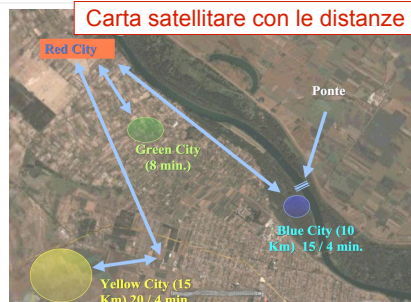 Carta satellitare con le distanze
Red City
Ponte
Green City
(8 min.)
Blue City (10
Km) 15 / 4 min.
Yellow City (15
Km) 20 / 4 min